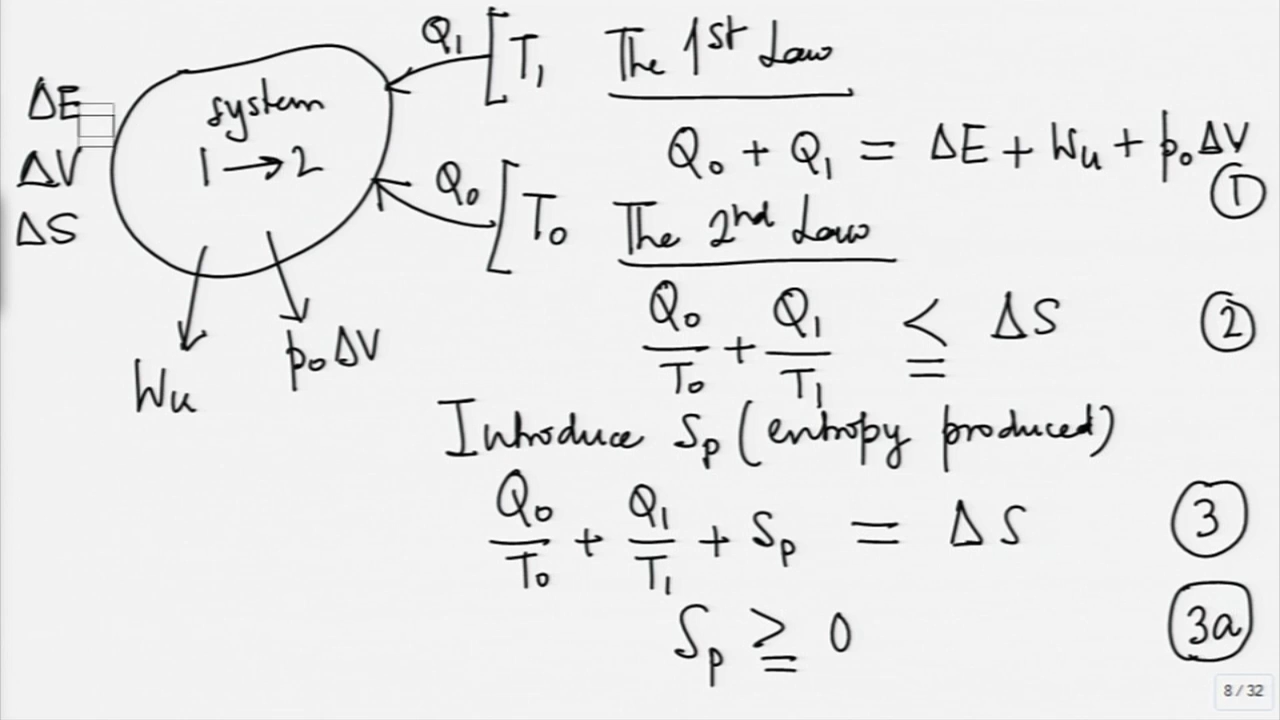 Q₁ T₁ The 1st Law
ΔE system
Q₀ + Q₁ = ΔE + Wu + p₀ΔV ①
ΔV 1 → 2 Q₀ T₀
ΔS The 2nd Law
Q₀/T₀ + Q₁/T₁ ≤ ΔS ②
Wu p₀ΔV
Introduce Sp (entropy produced)
Q₀/T₀ + Q₁/T₁ + Sp = ΔS ③
Sp ≥ 0 3a
8 / 32